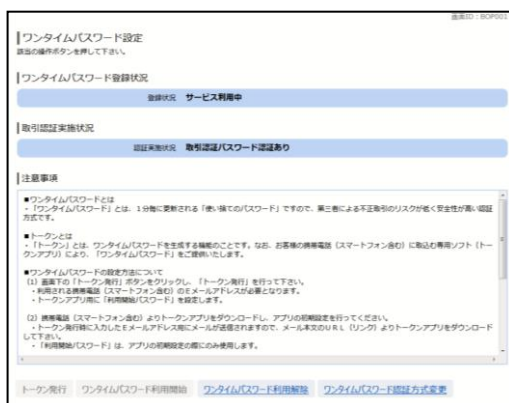 画面ID：BOP001
ワンタイムパスワード設定
該当の操作ボタンを押して下さい。
ワンタイムパスワード登録状況
登録状況 サービス利用中
取引認証実施状況
認証実施状況 取引認証パスワード認証あり
注意事項
■ワンタイムパスワードとは
・「ワンタイムパスワード」とは、1分毎に更新される「使い捨てのパスワード」ですので、第三者による不正取引のリスクが低く安全性が高い認証
方式です。
■トークンとは
・「トークン」とは、ワンタイムパスワードを生成する機能のことです。なお、お客様の携帯電話（スマートフォン含む）に取込む専用ソフト（トー
クンアプリ）により、「ワンタイムパスワード」をご提供いたします。
■ワンタイムパスワードの設定方法について
(1) 画面下の「トークン発行」ボタンをクリックし、「トークン発行」を行って下さい。
・利用される携帯電話（スマートフォン含む）のEメールアドレスが必要となります。
・トークンアプリ用に「利用開始パスワード」を設定します。
(2) 携帯電話（スマートフォン含む）よりトークンアプリをダウンロードし、アプリの初期設定を行ってください。
・トークン発行時に入力したEメールアドレス宛にメールが送信されますので、メール本文のURL（リンク）よりトークンアプリをダウンロード
して下さい。
・「利用開始パスワード」は、アプリの初期設定の際にのみ使用します。
トークン発行 ワンタイムパスワード利用開始 ワンタイムパスワード利用解除 ワンタイムパスワード認証方式変更